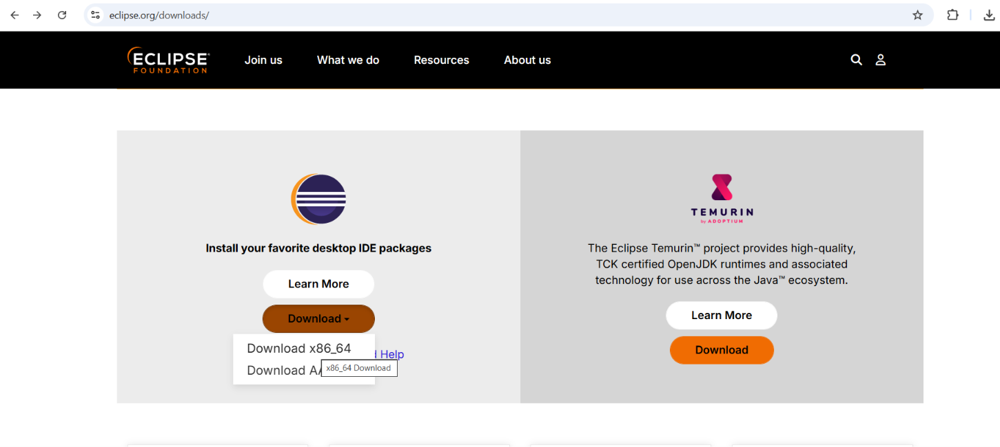 eclipse.org/downloads/
ECLIPSE
FOUNDATION
Join us
What we do
Resources
About us
Install your favorite desktop IDE packages
Learn More
Download
Download x86_64
Help
Download
x86_64 Download
TEMURIN
by ADOPTIUM
The Eclipse Temurin™ project provides high-quality,
TCK certified OpenJDK runtimes and associated
technology for use across the Java™ ecosystem.
Learn More
Download